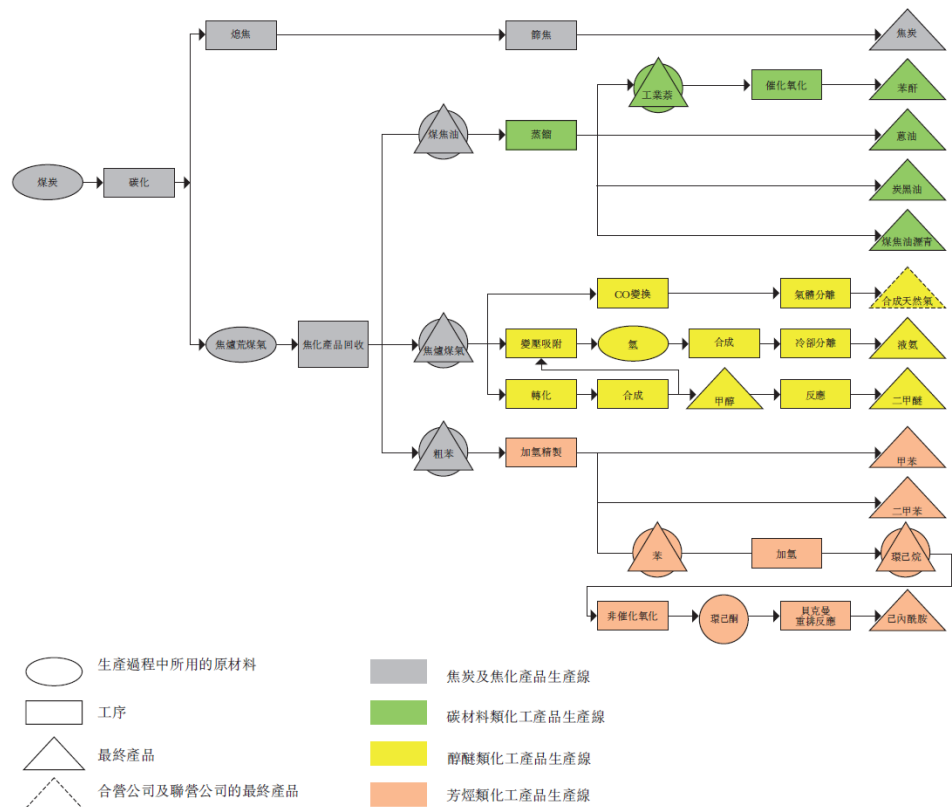 熄焦
篩焦
焦炭
工業萘
催化氧化
苯酐
煤焦油
蒸餾
蔥油
煤炭
碳化
炭黑油
煤焦油瀝青
CO變換
氣體分離
合成天然氣
焦爐荒煤氣
焦化產品回收
焦爐煤氣
變壓吸附
氫
合成
冷卻分離
液氨
轉化
合成
甲醇
反應
二甲醚
粗苯
加氫精製
甲苯
二甲苯
苯
加氫
環己烷
非催化氧化
環己酮
貝克曼
重排反應
己內酰胺
生產過程中所用的原材料
焦炭及焦化產品生產線
工序
碳材料類化工產品生產線
最終產品
醇醚類化工產品生產線
合營公司及聯營公司的最終產品
芳烴類化工產品生產線